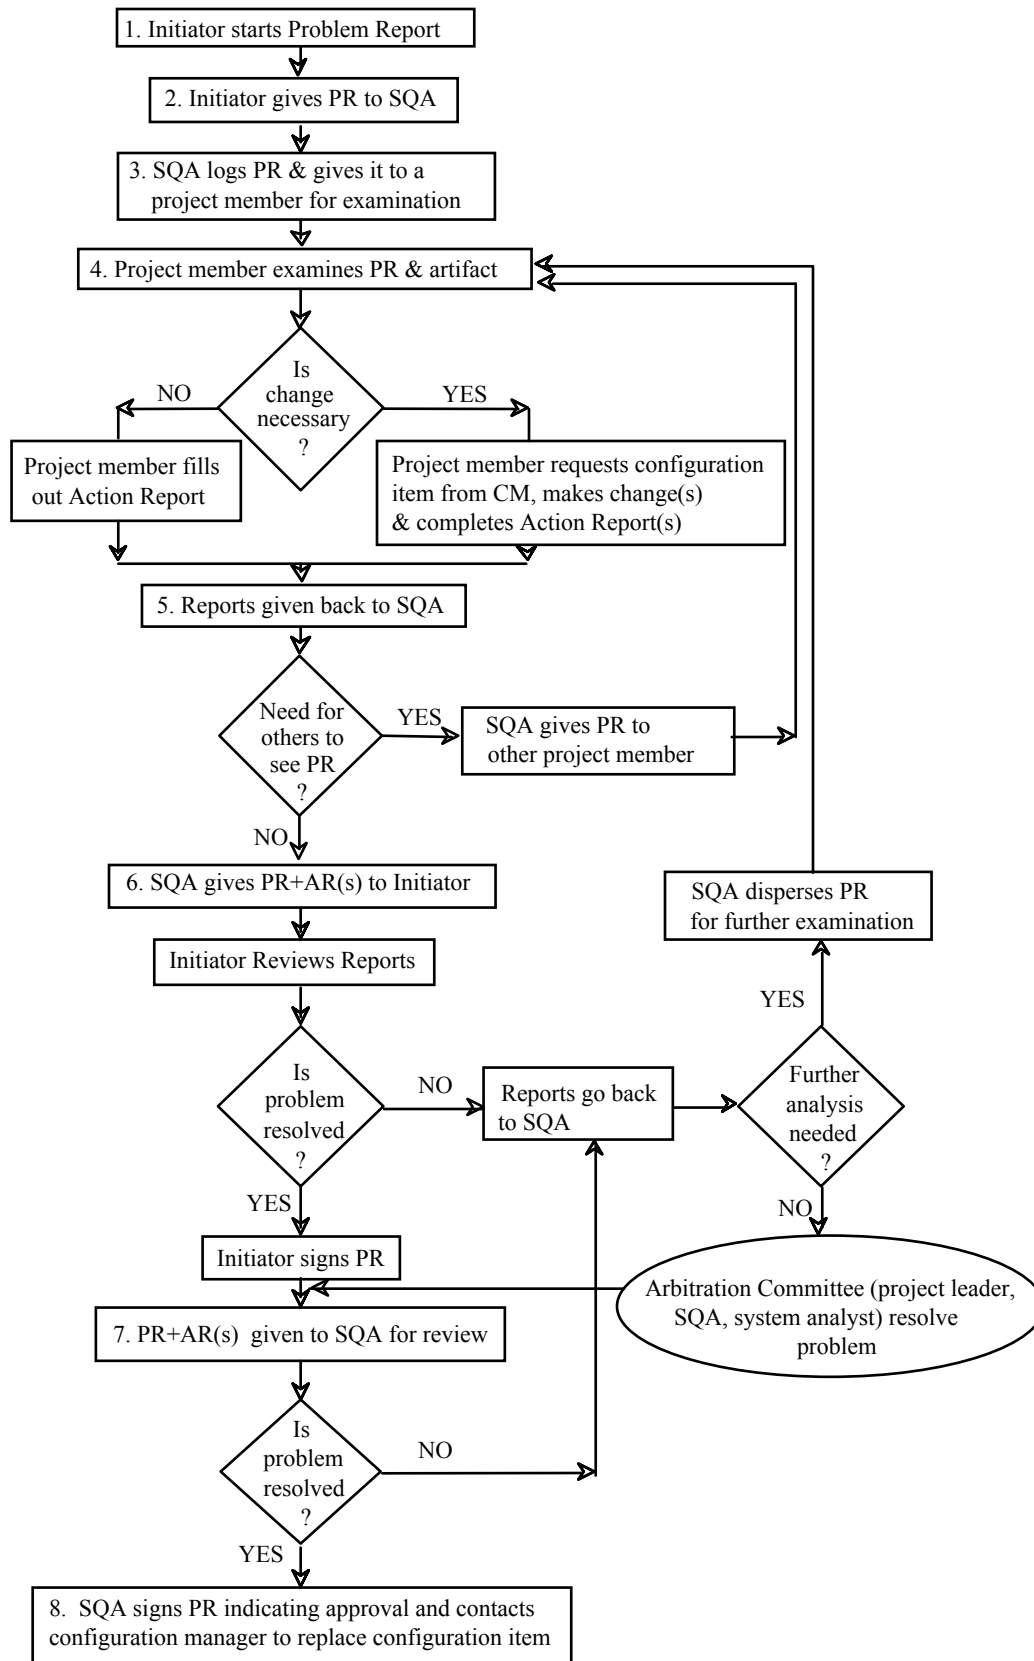 1. Initiator starts Problem Report
2. Initiator gives PR to SQA
3. SQA logs PR & gives it to a
project member for examination
4. Project member examines PR & artifact
Is
change
necessary
?
NO
YES
Project member fills
out Action Report
Project member requests configuration
item from CM, makes change(s)
& completes Action Report(s)
5. Reports given back to SQA
Need for
others to
see PR
?
YES
SQA gives PR to
other project member
NO
6. SQA gives PR+AR(s) to Initiator
SQA disperses PR
for further examination
Initiator Reviews Reports
YES
Is
problem
resolved
?
NO
Reports go back
to SQA
Further
analysis
needed
?
YES
NO
Initiator signs PR
Arbitration Committee (project leader,
SQA, system analyst) resolve
problem
7. PR+AR(s) given to SQA for review
Is
problem
resolved
?
NO
YES
8. SQA signs PR indicating approval and contacts
configuration manager to replace configuration item